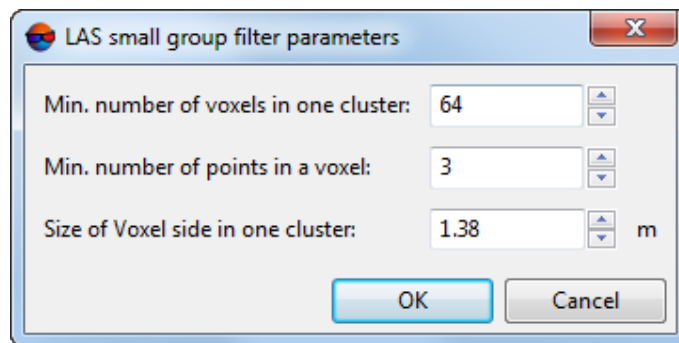 LAS small group filter parameters
Min. number of voxels in one cluster: 64
Min. number of points in a voxel: 3
Size of Voxel side in one cluster: 1.38 m
OK Cancel